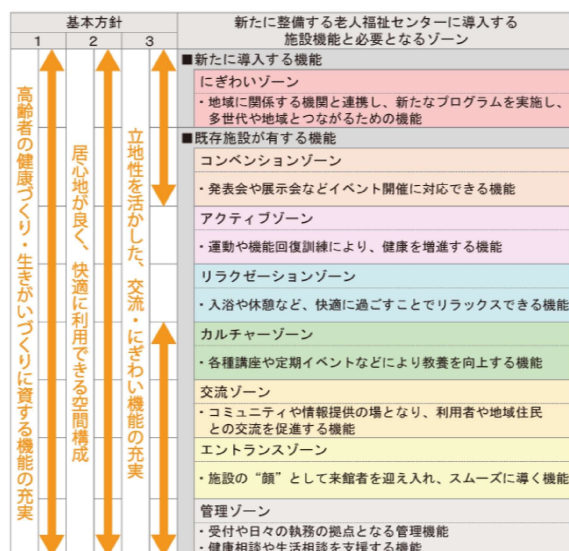 基本方針
1
2
3
新たに整備する老人福祉センターに導入する
施設機能と必要となるゾーン
高齢者の健康づくり・生きがいづくりに資する機能の充実
居心地が良く、快適に利用できる空間構成
立地性を活かした、交流・にぎわい機能の充実
■新たに導入する機能
にぎわいゾーン
・地域に関係する機関と連携し、新たなプログラムを実施し、
多世代や地域とつながるための機能
■既存施設が有する機能
コンベンションゾーン
・発表会や展示会などイベント開催に対応できる機能
アクティブゾーン
・運動や機能回復訓練により、健康を増進する機能
リラクゼーションゾーン
・入浴や休憩など、快適に過ごすことでリラックスできる機能
カルチャーゾーン
・各種講座や定期イベントなどにより教養を向上する機能
交流ゾーン
・コミュニティや情報提供の場となり、利用者や地域住民
との交流を促進する機能
エントランスゾーン
・施設の“顔”として来館者を迎え入れ、スムーズに導く機能
管理ゾーン
・受付や日々の執務の拠点となる管理機能
・健康相談や生活相談を支援する機能